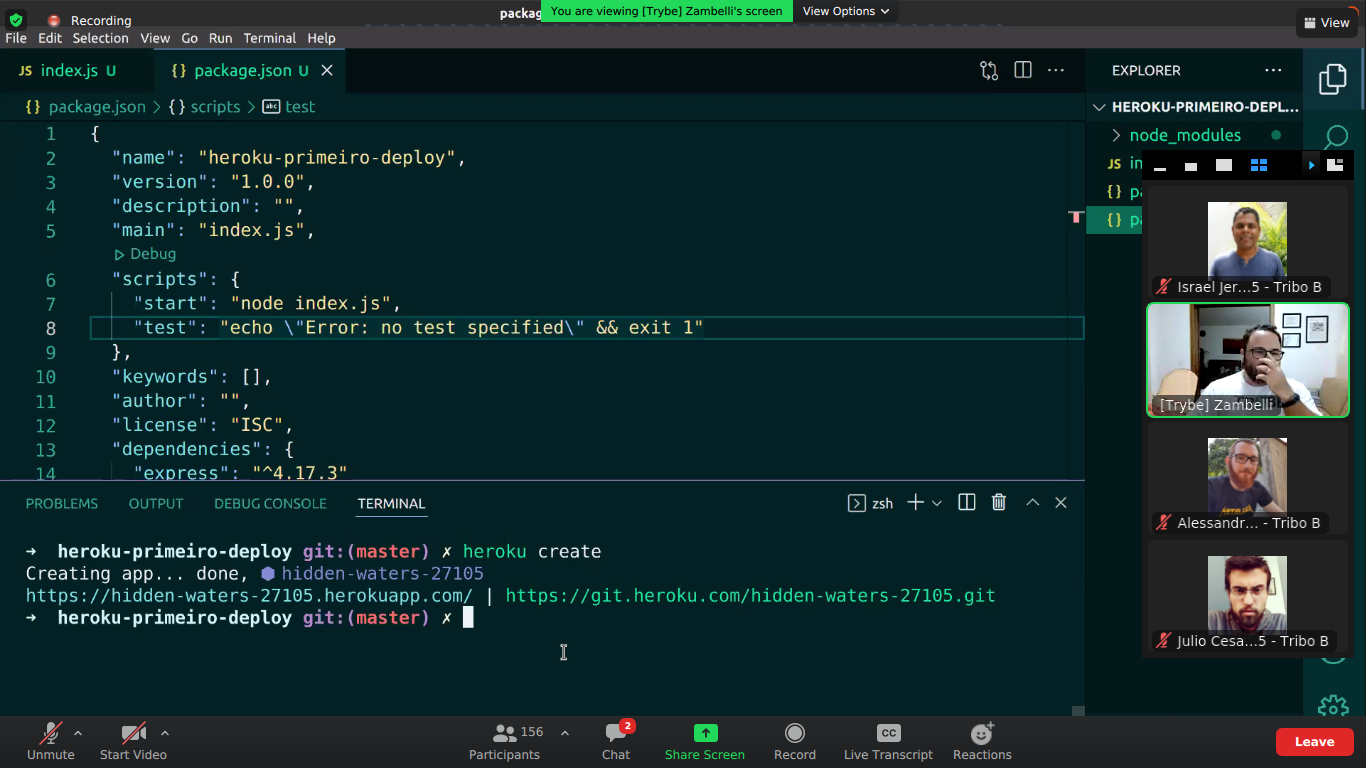 Recording
packag
You are viewing [Trybe] Zambelli's screen
View Options
View
File Edit Selection View Go Run Terminal Help
JS index.js U
{} package.json U
EXPLORER
{} package.json > {} scripts > abc test
HEROKU-PRIMEIRO-DEPL...
node_modules
JS in
{} pa
{} pa
1 {
2 "name": "heroku-primeiro-deploy",
3 "version": "1.0.0",
4 "description": "",
5 "main": "index.js",
Debug
6 "scripts": {
7 "start": "node index.js",
8 "test": "echo \"Error: no test specified\" && exit 1"
9 },
10 "keywords": [],
11 "author": "",
12 "license": "ISC",
13 "dependencies": {
14 "express": "^4.17.3"
Israel Jer...5 - Tribo B
[Trybe] Zambelli
Alessandr... - Tribo B
Julio Cesa...5 - Tribo B
PROBLEMS OUTPUT DEBUG CONSOLE TERMINAL
zsh
→ heroku-primeiro-deploy git:(master) ✗ heroku create
Creating app... done, ⬢ hidden-waters-27105
https://hidden-waters-27105.herokuapp.com/ | https://git.heroku.com/hidden-waters-27105.git
→ heroku-primeiro-deploy git:(master) ✗
Unmute
Start Video
156
Participants
2
Chat
Share Screen
Record
CC
Live Transcript
Reactions
Leave